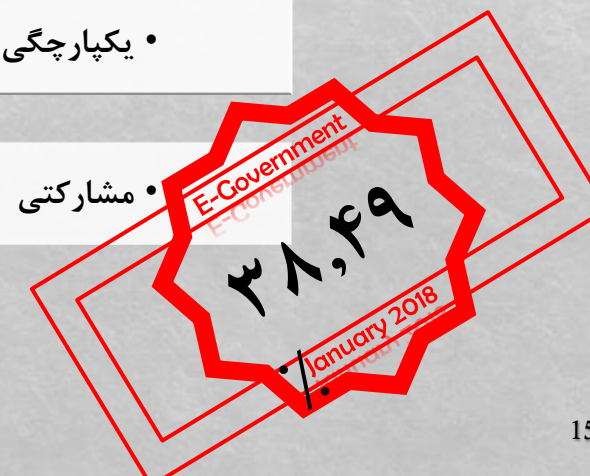 • یکپارچگی
• مشارکتی
E-Government
۳۸,۴۹
٪
January 2018
15